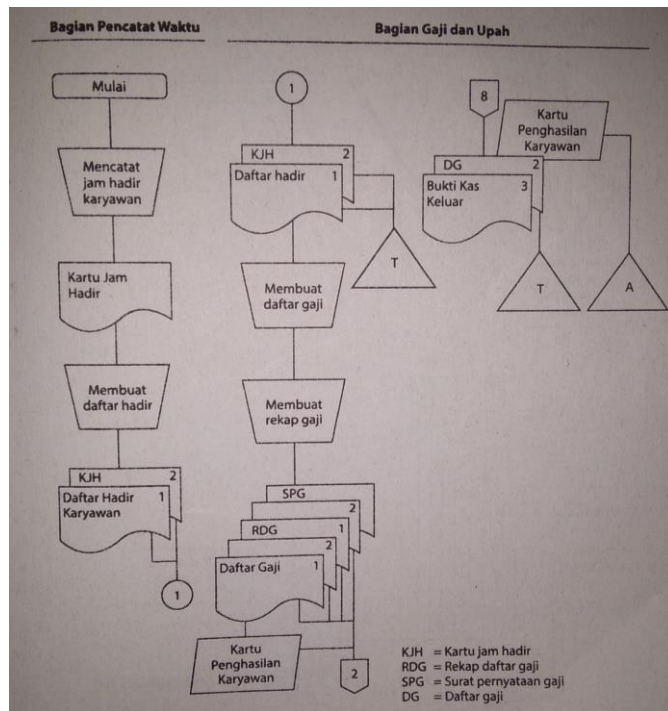 Bagian Pencatat Waktu
Mulai
Mencatat
jam hadir
karyawan
Kartu Jam
Hadir
Membuat
daftar hadir
KJH 2
Daftar Hadir 1
Karyawan
1
Bagian Gaji dan Upah
1
KJH 2
Daftar hadir 1
T
Membuat
daftar gaji
Membuat
rekap gaji
SPG
2
RDG 1
2
Daftar Gaji 1
Kartu
Penghasilan
Karyawan
2
8
Kartu
Penghasilan
Karyawan
DG 2
Bukti Kas 3
Keluar
T
A
KJH = Kartu jam hadir
RDG = Rekap daftar gaji
SPG = Surat pernyataan gaji
DG = Daftar gaji